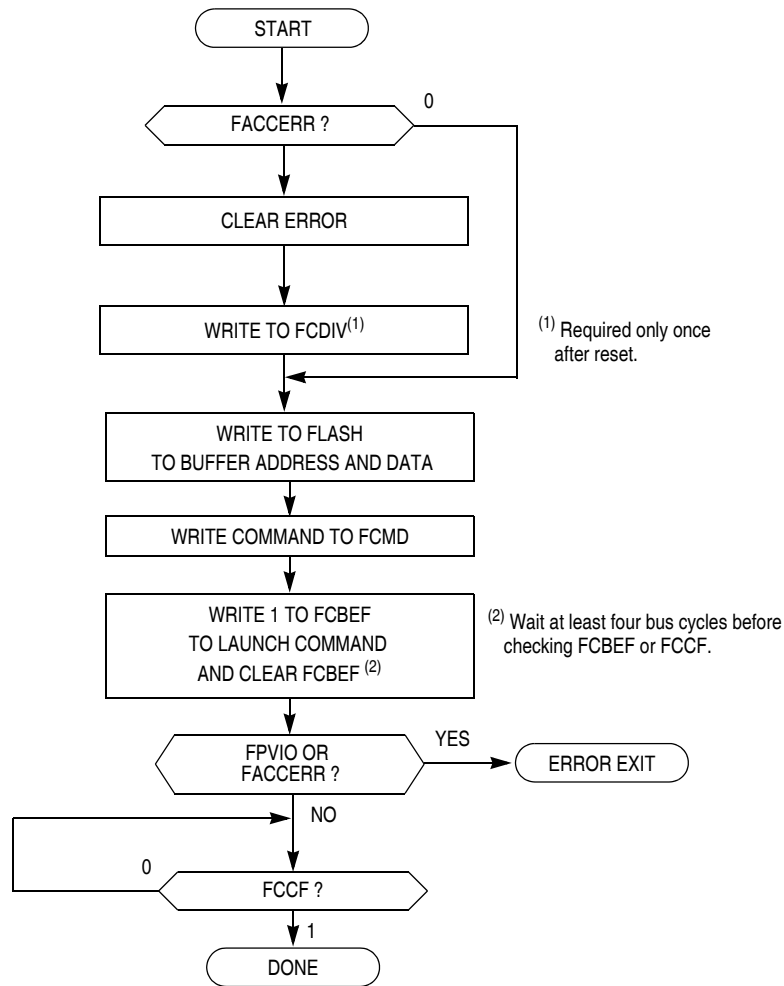 START
0
FACCERR ?
CLEAR ERROR
WRITE TO FCDIV(1)
(1) Required only once
after reset.
WRITE TO FLASH
TO BUFFER ADDRESS AND DATA
WRITE COMMAND TO FCMD
WRITE 1 TO FCBEF
TO LAUNCH COMMAND
AND CLEAR FCBEF (2)
(2) Wait at least four bus cycles before
checking FCBEF or FCCF.
FPVIO OR
FACCERR ?
YES
ERROR EXIT
NO
0
FCCF ?
1
DONE